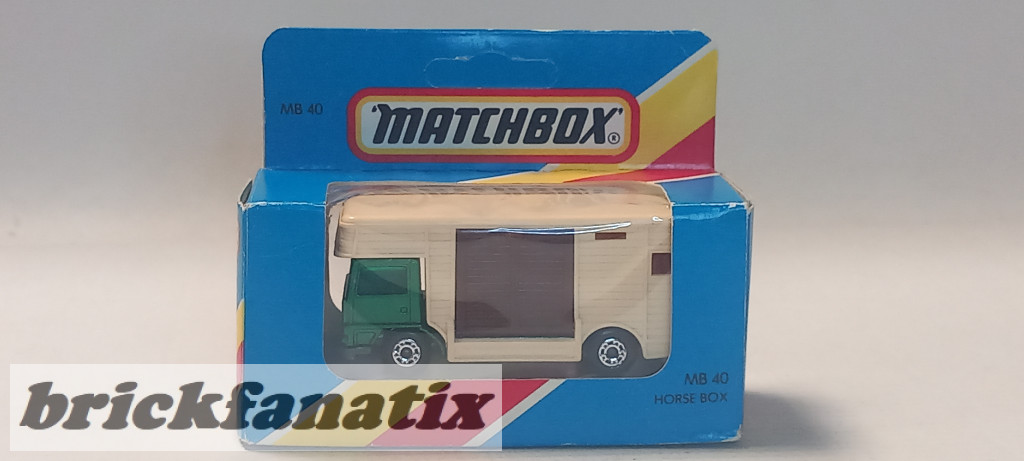 MB 40
MATCHBOX®
MB 40
HORSE BOX
brickfanatix